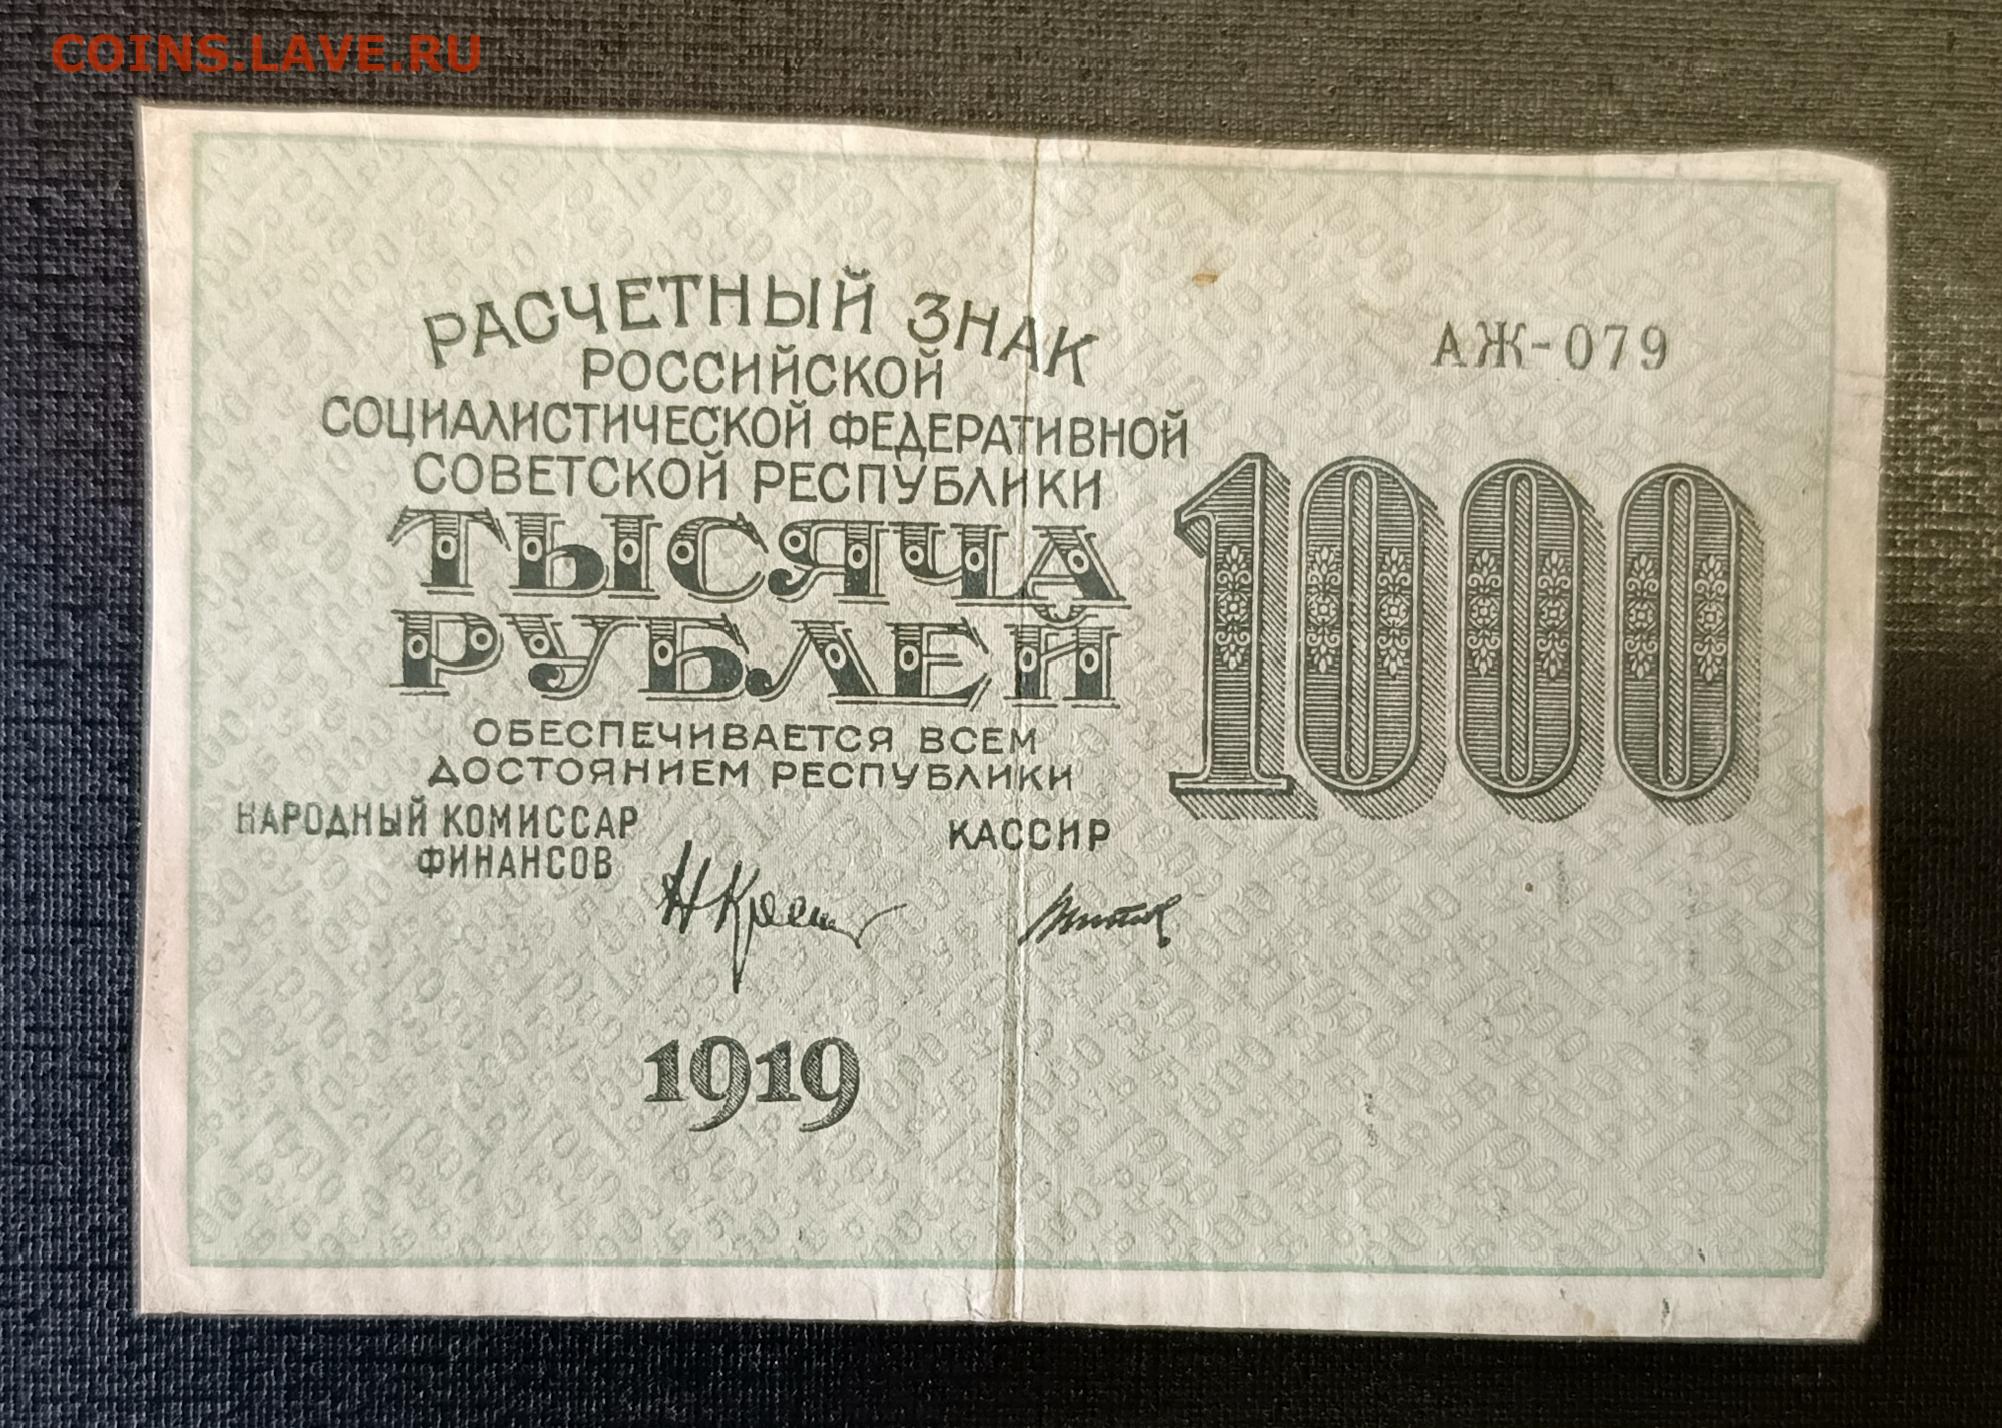 COINS.LAVE.RU
РАСЧЕТНЫЙ ЗНАК
РОССИЙСКОЙ
СОЦИАЛИСТИЧЕСКОЙ ФЕДЕРАТИВНОЙ
СОВЕТСКОЙ РЕСПУБЛИКИ
АЖ-079
ТЫСЯЧА
РУБЛЕЙ
1000
ОБЕСПЕЧИВАЕТСЯ ВСЕМ
ДОСТОЯНИЕМ РЕСПУБЛИКИ
НАРОДНЫЙ КОМИССАР
ФИНАНСОВ
КАССИР
1919